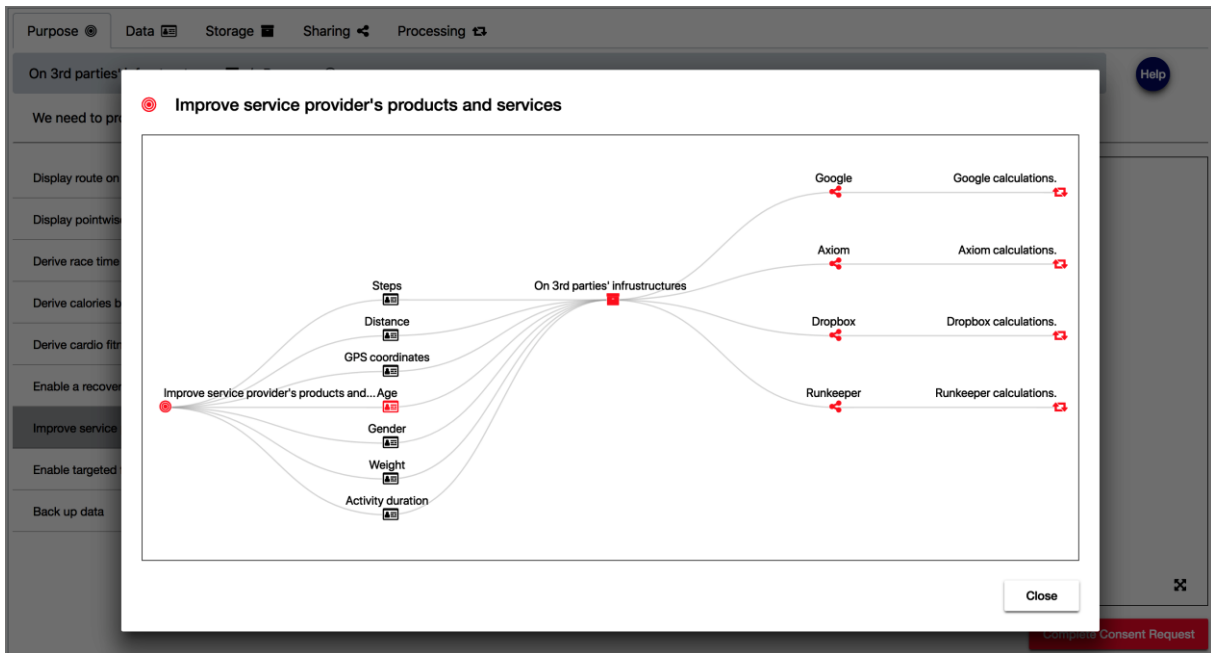 Purpose Data Storage Sharing Processing
On 3rd parties'
Help
We need to pr
Improve service provider's products and services
Display route on
Display pointwis
Derive race time
Derive calories b
Derive cardio fitn
Enable a recover
Improve service
Enable targeted
Back up data
Improve service provider's products and...
Steps
Distance
GPS coordinates
Age
Gender
Weight
Activity duration
On 3rd parties' infrustructures
Google
Google calculations.
Axiom
Axiom calculations.
Dropbox
Dropbox calculations.
Runkeeper
Runkeeper calculations.
Close
Complete Consent Request